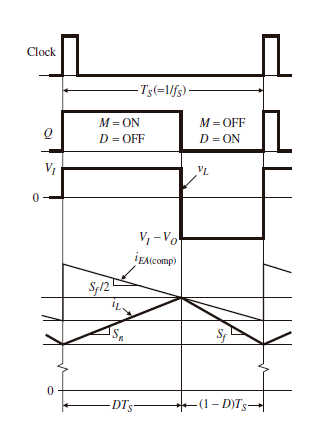 Clock
T_S(=1/f_S)
M = ON M = OFF
Q D = OFF D = ON
V_I v_L
0
V_I – V_O
i_EA(comp)
S_f/2
i_L
S_n S_f
0
DT_S (1 – D)T_S